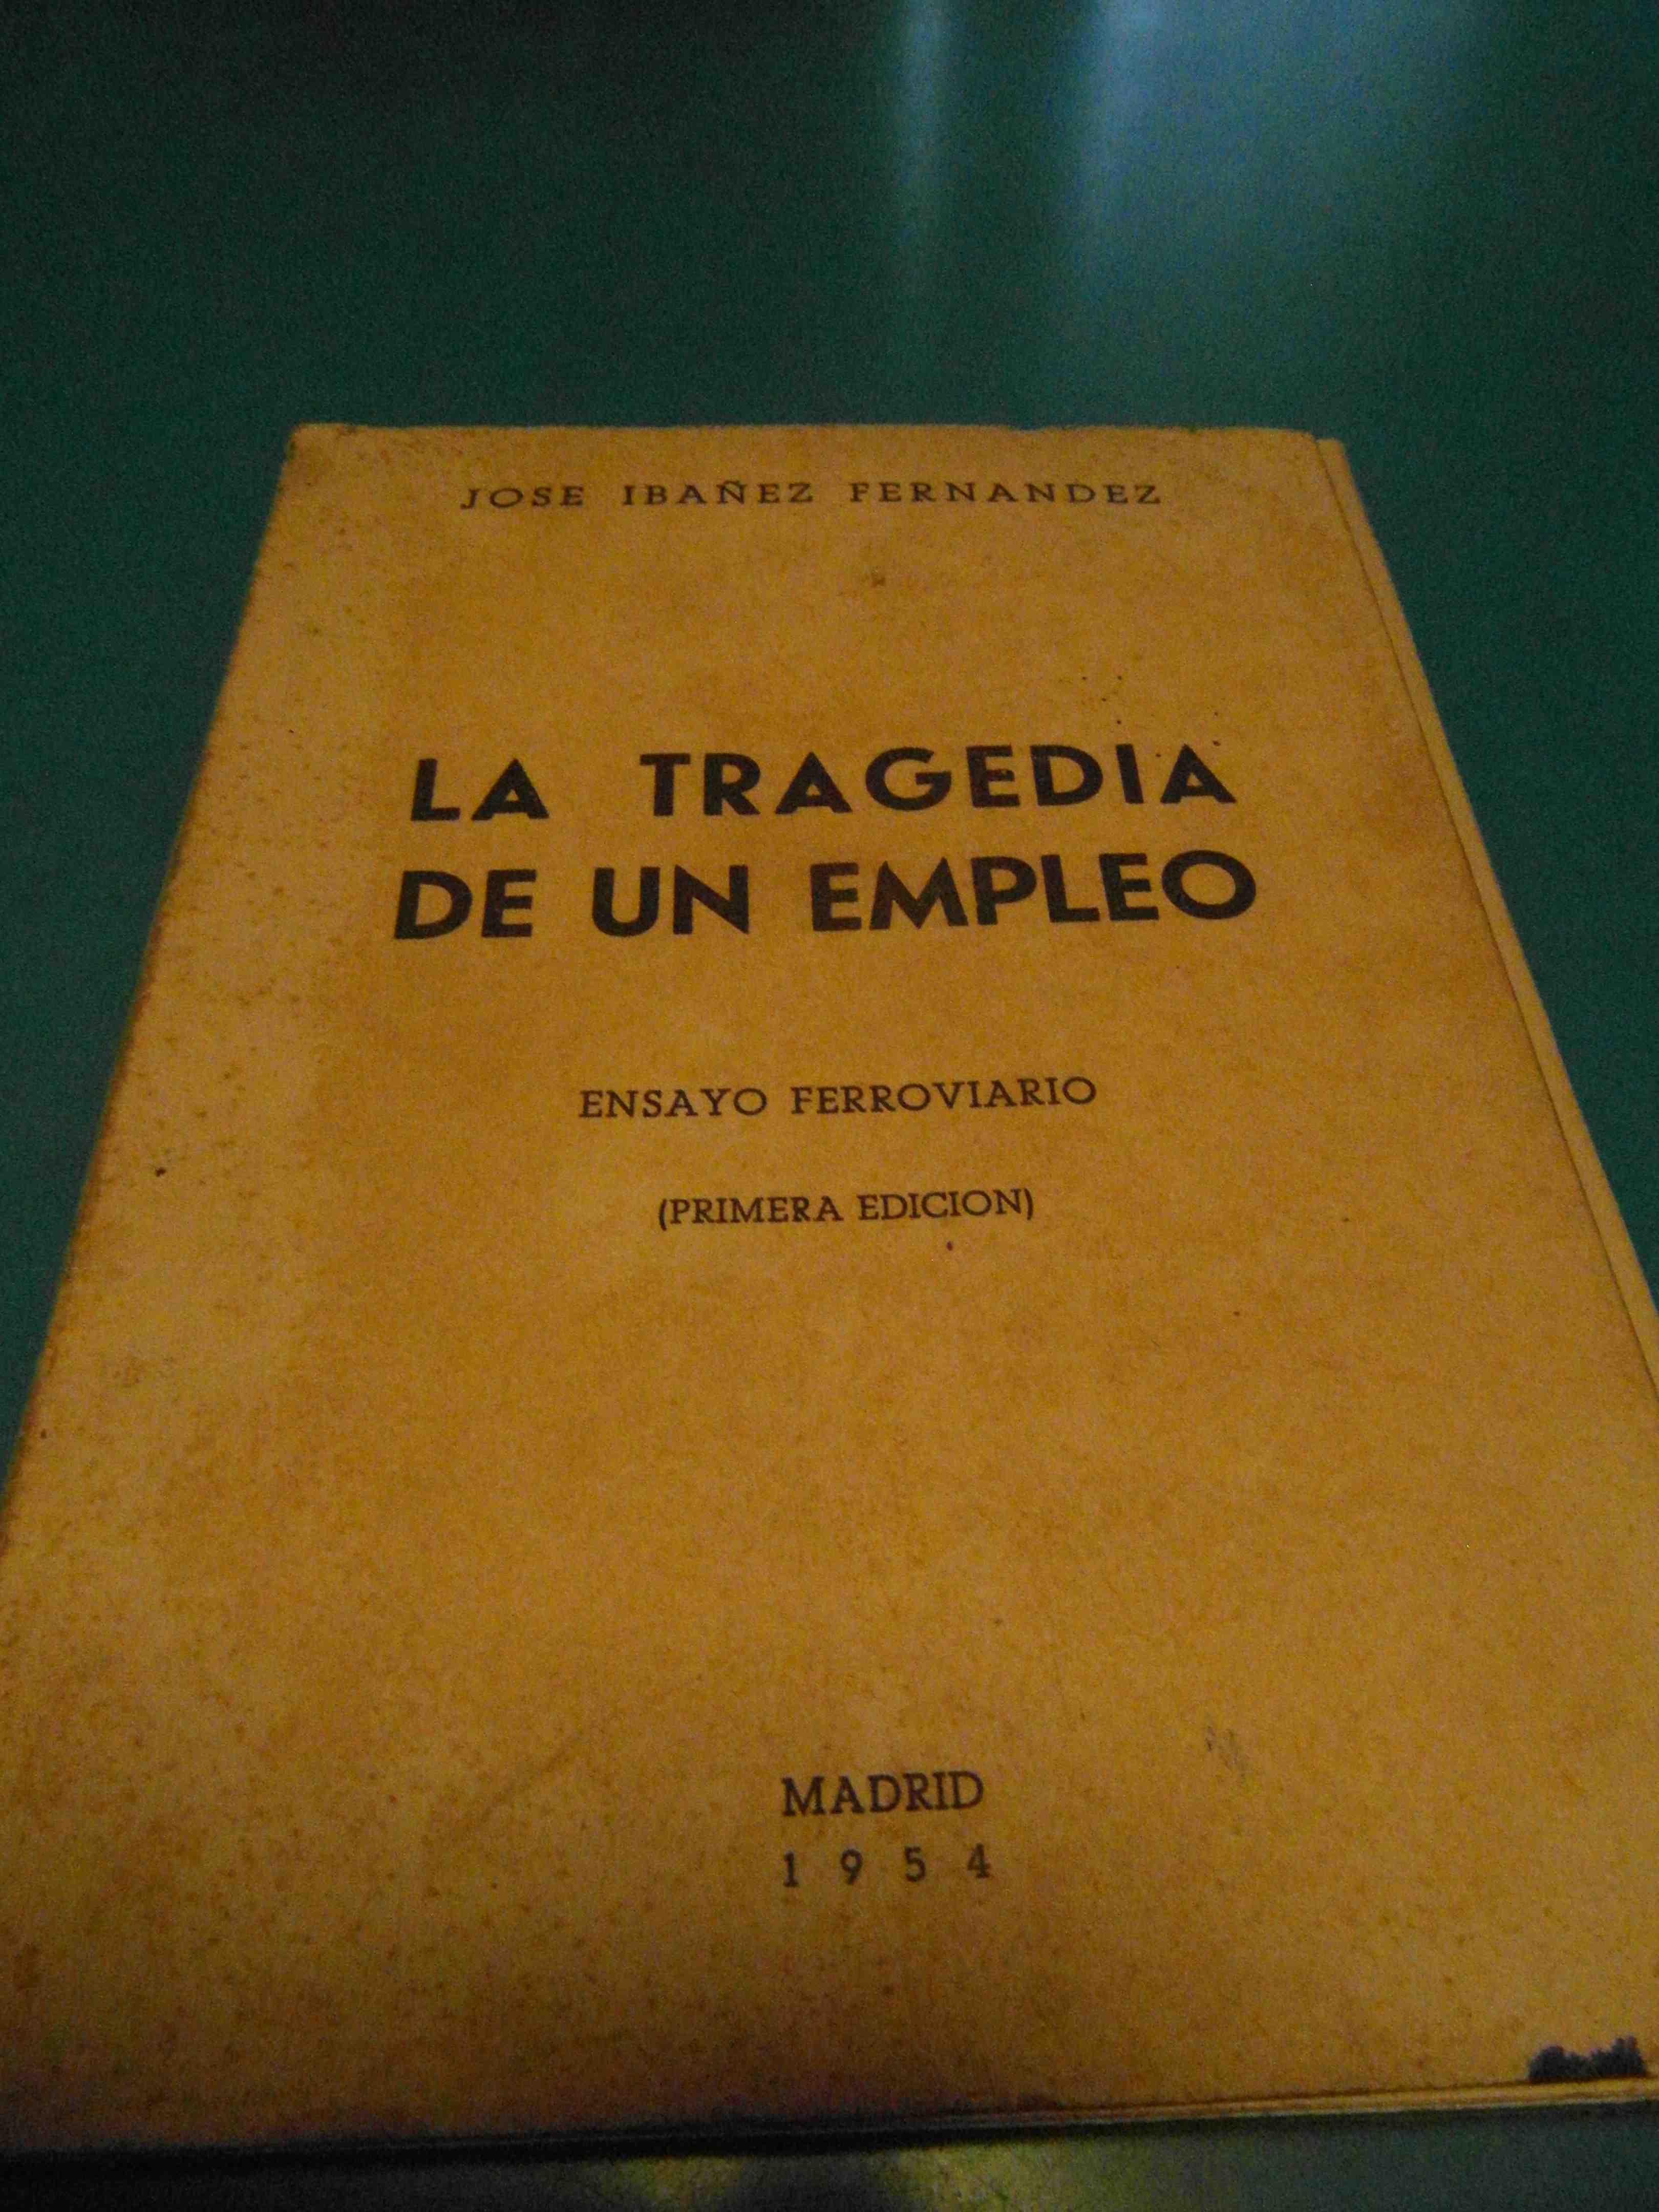 JOSE IBAÑEZ FERNANDEZ
LA TRAGEDIA
DE UN EMPLEO
ENSAYO FERROVIARIO
(PRIMERA EDICION)
MADRID
1954